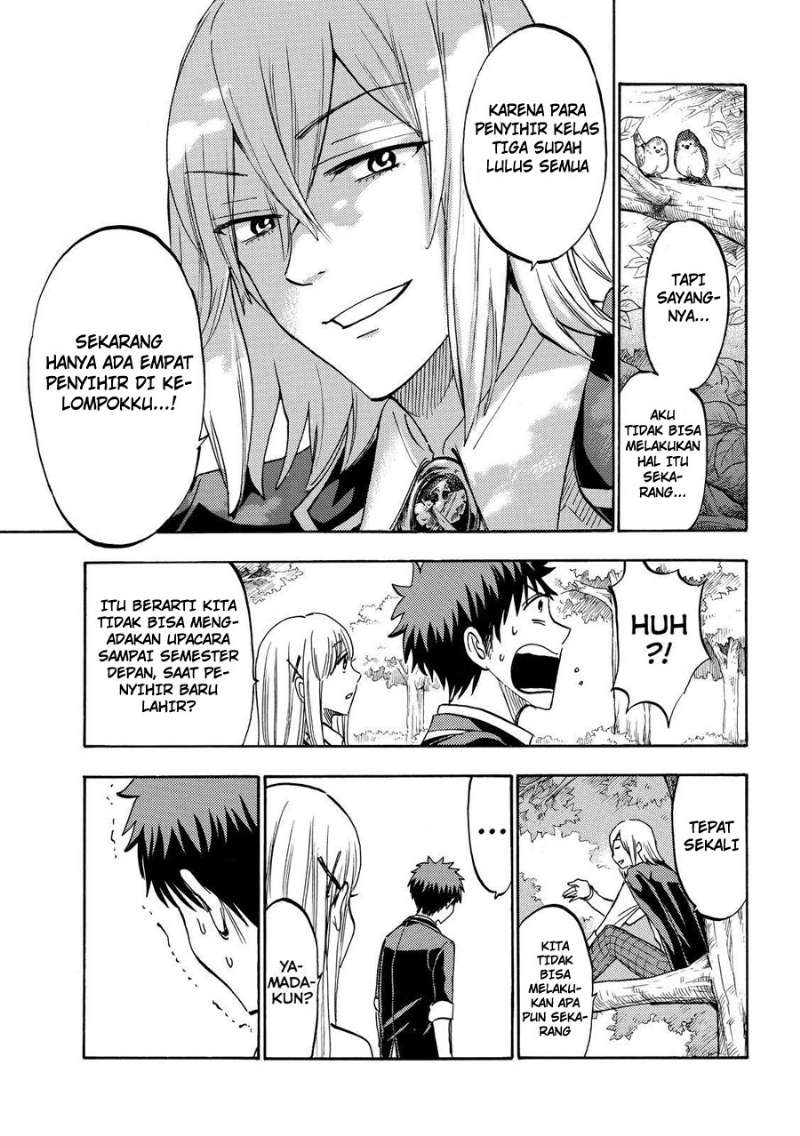 TAPI
SAYANG-
NYA...
AKU
TIDAK BISA
MELAKUKAN
HAL ITU
SEKA-
RANG...
KARENA PARA
PENYIHIR KELAS
TIGA SUDAH
LULUS SEMUA
SEKARANG
HANYA ADA EMPAT
PENYIHIR DI KE-
LOMPOKKU...!
HUH
?!
ITU BERARTI KITA
TIDAK BISA MENG-
ADAKAN UPACARA
SAMPAI SEMESTER
DEPAN, SAAT PE-
NYIHIR BARU
LAHIR?
TEPAT
SEKALI
KITA
TIDAK
BISA
MELAKU-
KAN APA
PUN SEKA-
RANG
...
YA-
MADA-
KUN?